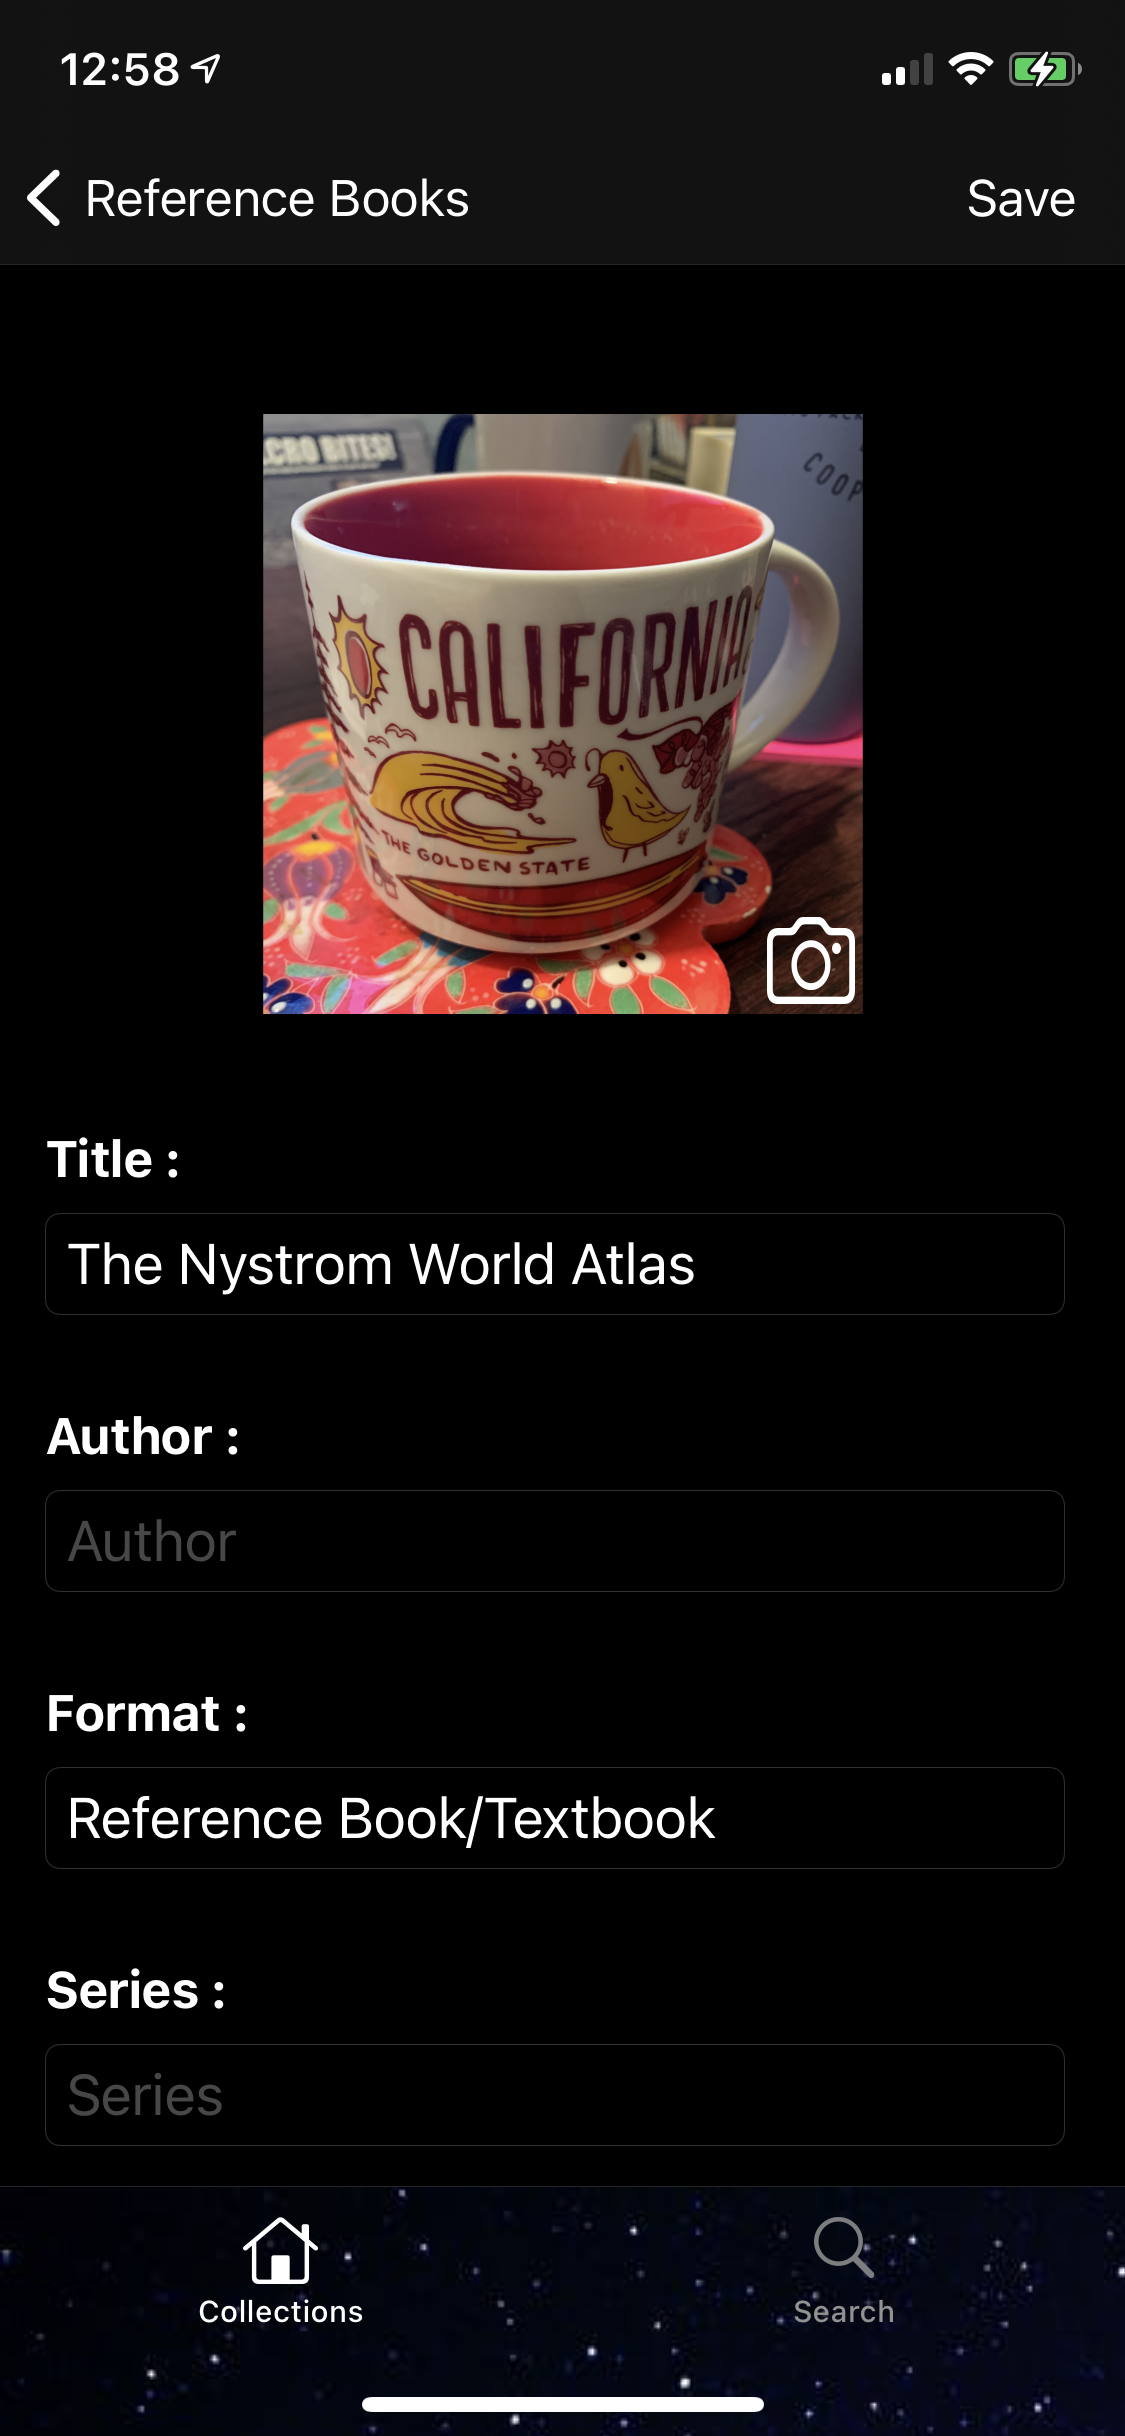 12:58
Reference Books
Save
CRO BITES!
COOP
CALIFORNIA
THE GOLDEN STATE
Title :
The Nystrom World Atlas
Author :
Author
Format :
Reference Book/Textbook
Series :
Series
Collections
Search